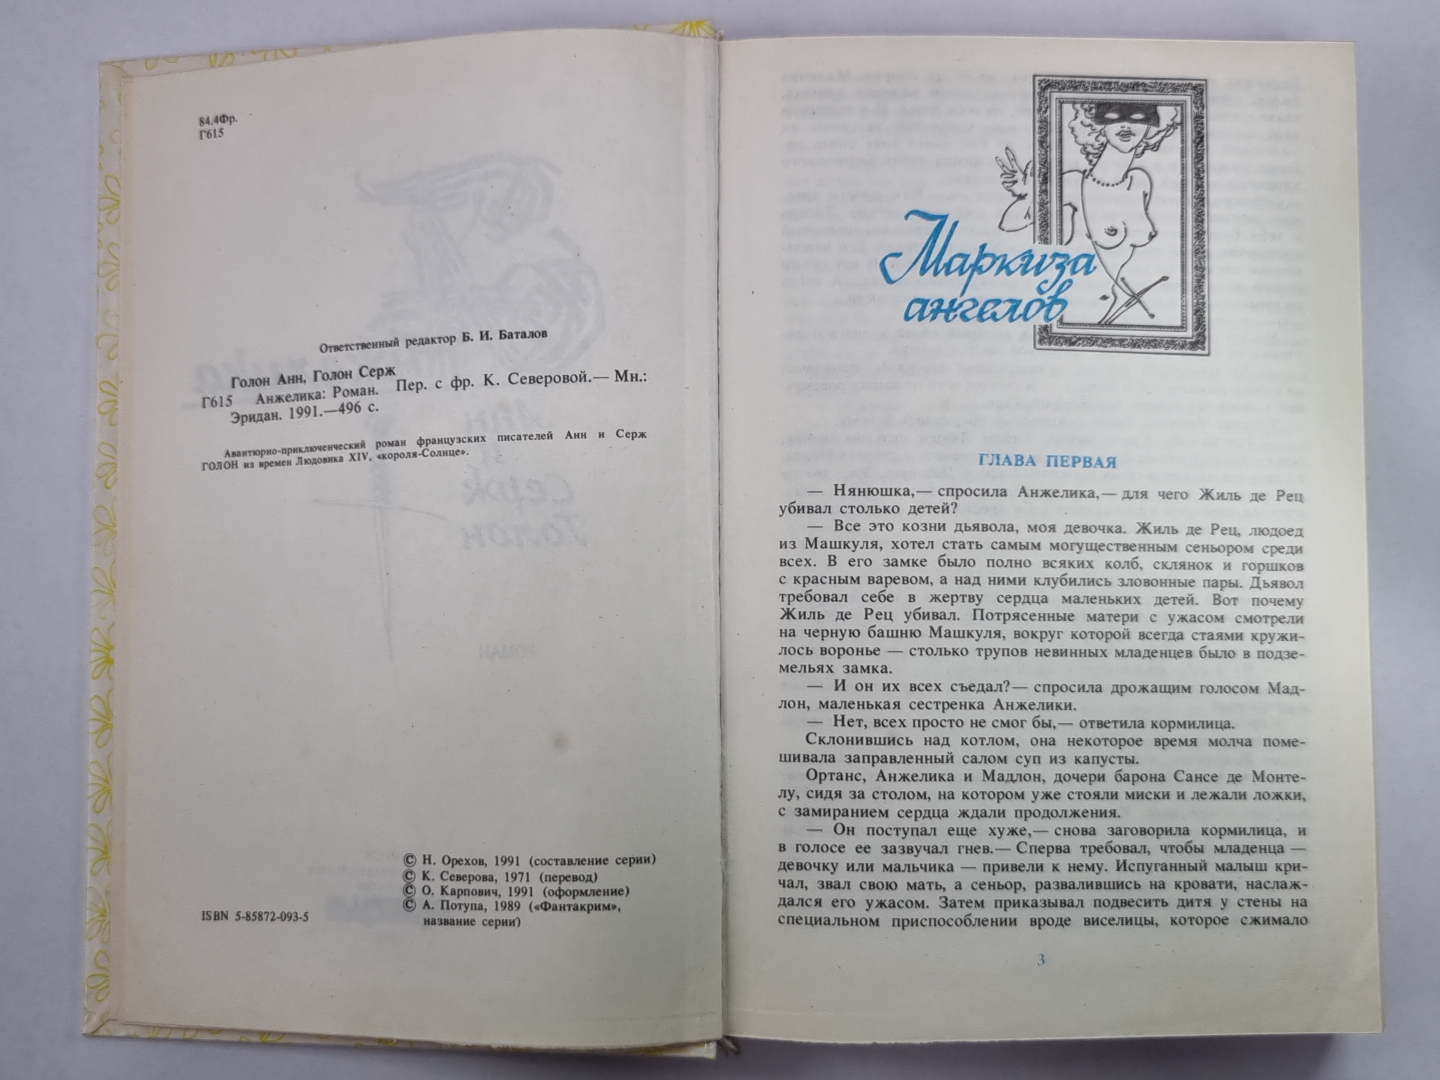 84.4Фр.
Г615
Ответственный редактор Б. И. Баталов
Голон Анн, Голон Серж
Г615 Анжелика: Роман. Пер. с фр. К. Северовой.— Мн.:
Эридан. 1991.—496 с.
Авантюрно-приключенческий роман французских писателей Анн и Серж
ГОЛОН из времен Людовика XIV, «короля-Солнце».
© Н. Орехов, 1991 (составление серии)
© К. Северова, 1971 (перевод)
© О. Карпович, 1991 (оформление)
© А. Потупа, 1989 («Фантакрим»,
название серии)
ISBN 5-85872-093-5
Маркиза
ангелов
ГЛАВА ПЕРВАЯ
— Нянюшка,— спросила Анжелика,— для чего Жиль де Рец
убивал столько детей?
— Все это козни дьявола, моя девочка. Жиль де Рец, людоед
из Машкуля, хотел стать самым могущественным сеньором среди
всех. В его замке было полно всяких колб, склянок и горшков
с красным варевом, а над ними клубились зловонные пары. Дьявол
требовал себе в жертву сердца маленьких детей. Вот почему
Жиль де Рец убивал. Потрясенные матери с ужасом смотрели
на черную башню Машкуля, вокруг которой всегда стаями кружи-
лось воронье — столько трупов невинных младенцев было в подзе-
мельях замка.
— И он их всех съедал?— спросила дрожащим голосом Мад-
лон, маленькая сестренка Анжелики.
— Нет, всех просто не смог бы,— ответила кормилица.
Склонившись над котлом, она некоторое время молча поме-
шивала заправленный салом суп из капусты.
Ортанс, Анжелика и Мадлон, дочери барона Сансе де Монте-
лу, сидя за столом, на котором уже стояли миски и лежали ложки,
с замиранием сердца ждали продолжения.
— Он поступал еще хуже,— снова заговорила кормилица, и
в голосе ее зазвучал гнев.— Сперва требовал, чтобы младенца —
девочку или мальчика — привели к нему. Испуганный малыш кри-
чал, звал свою мать, а сеньор, развалившись на кровати, наслаж-
дался его ужасом. Затем приказывал подвесить дитя у стены на
специальном приспособлении вроде виселицы, которое сжимало
3